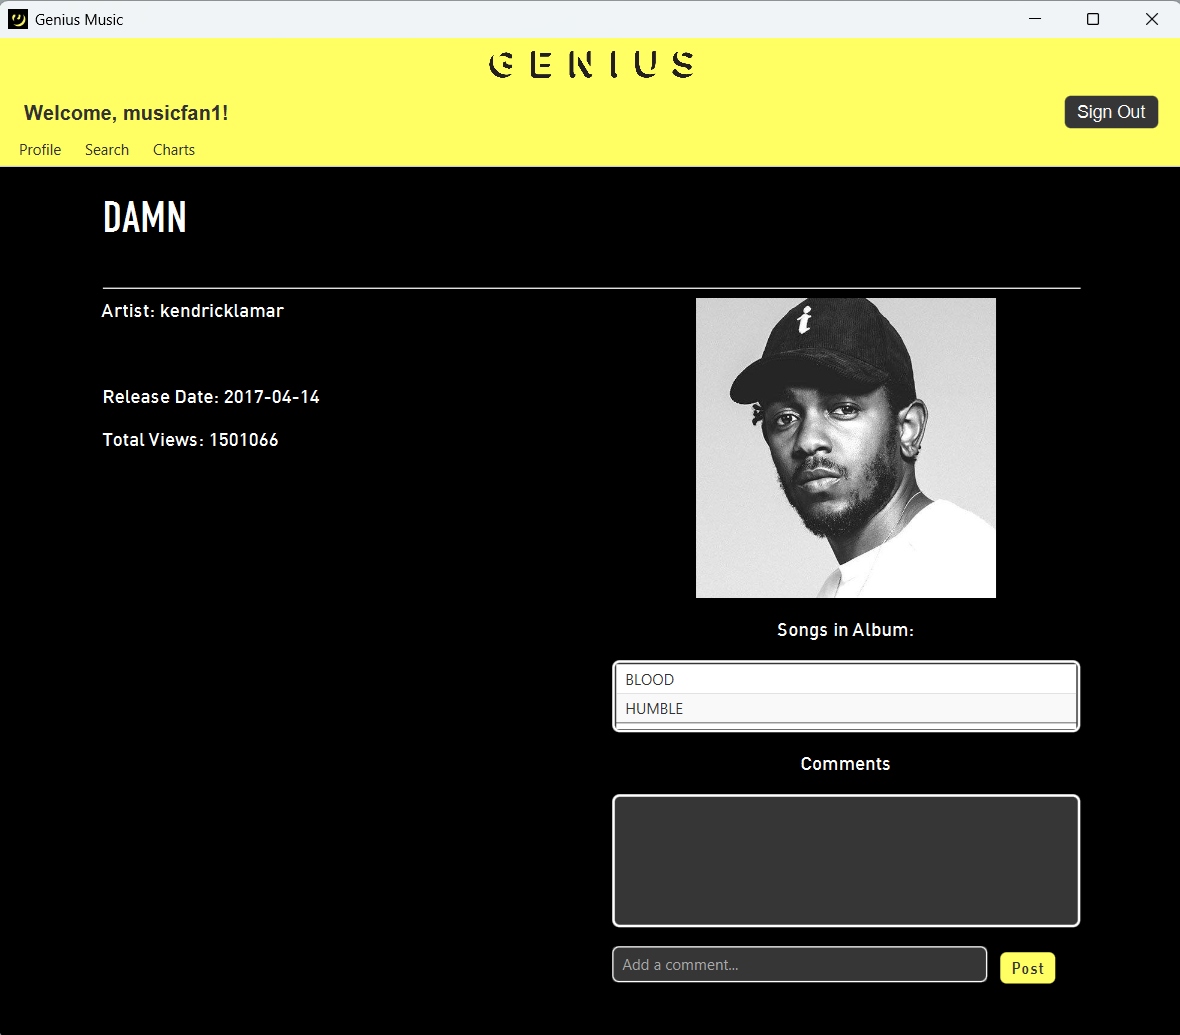 Genius Music
GENIUS
Welcome, musicfan1!
Sign Out
Profile Search Charts
DAMN
Artist: kendricklamar
Release Date: 2017-04-14
Total Views: 1501066
i
Songs in Album:
BLOOD
HUMBLE
Comments
Add a comment...
Post